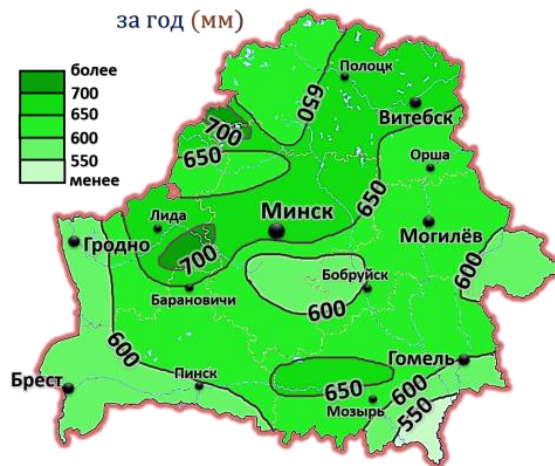 за год (мм)
более
700
650
600
550
менее
Полоцк
650
Витебск
700
650
Орша
Лида
Минск
650
Могилёв
Гродно
700
600
Барановичи
Бобруйск
600
600
Гомель
Брест
Пинск
650
600
Мозырь
550